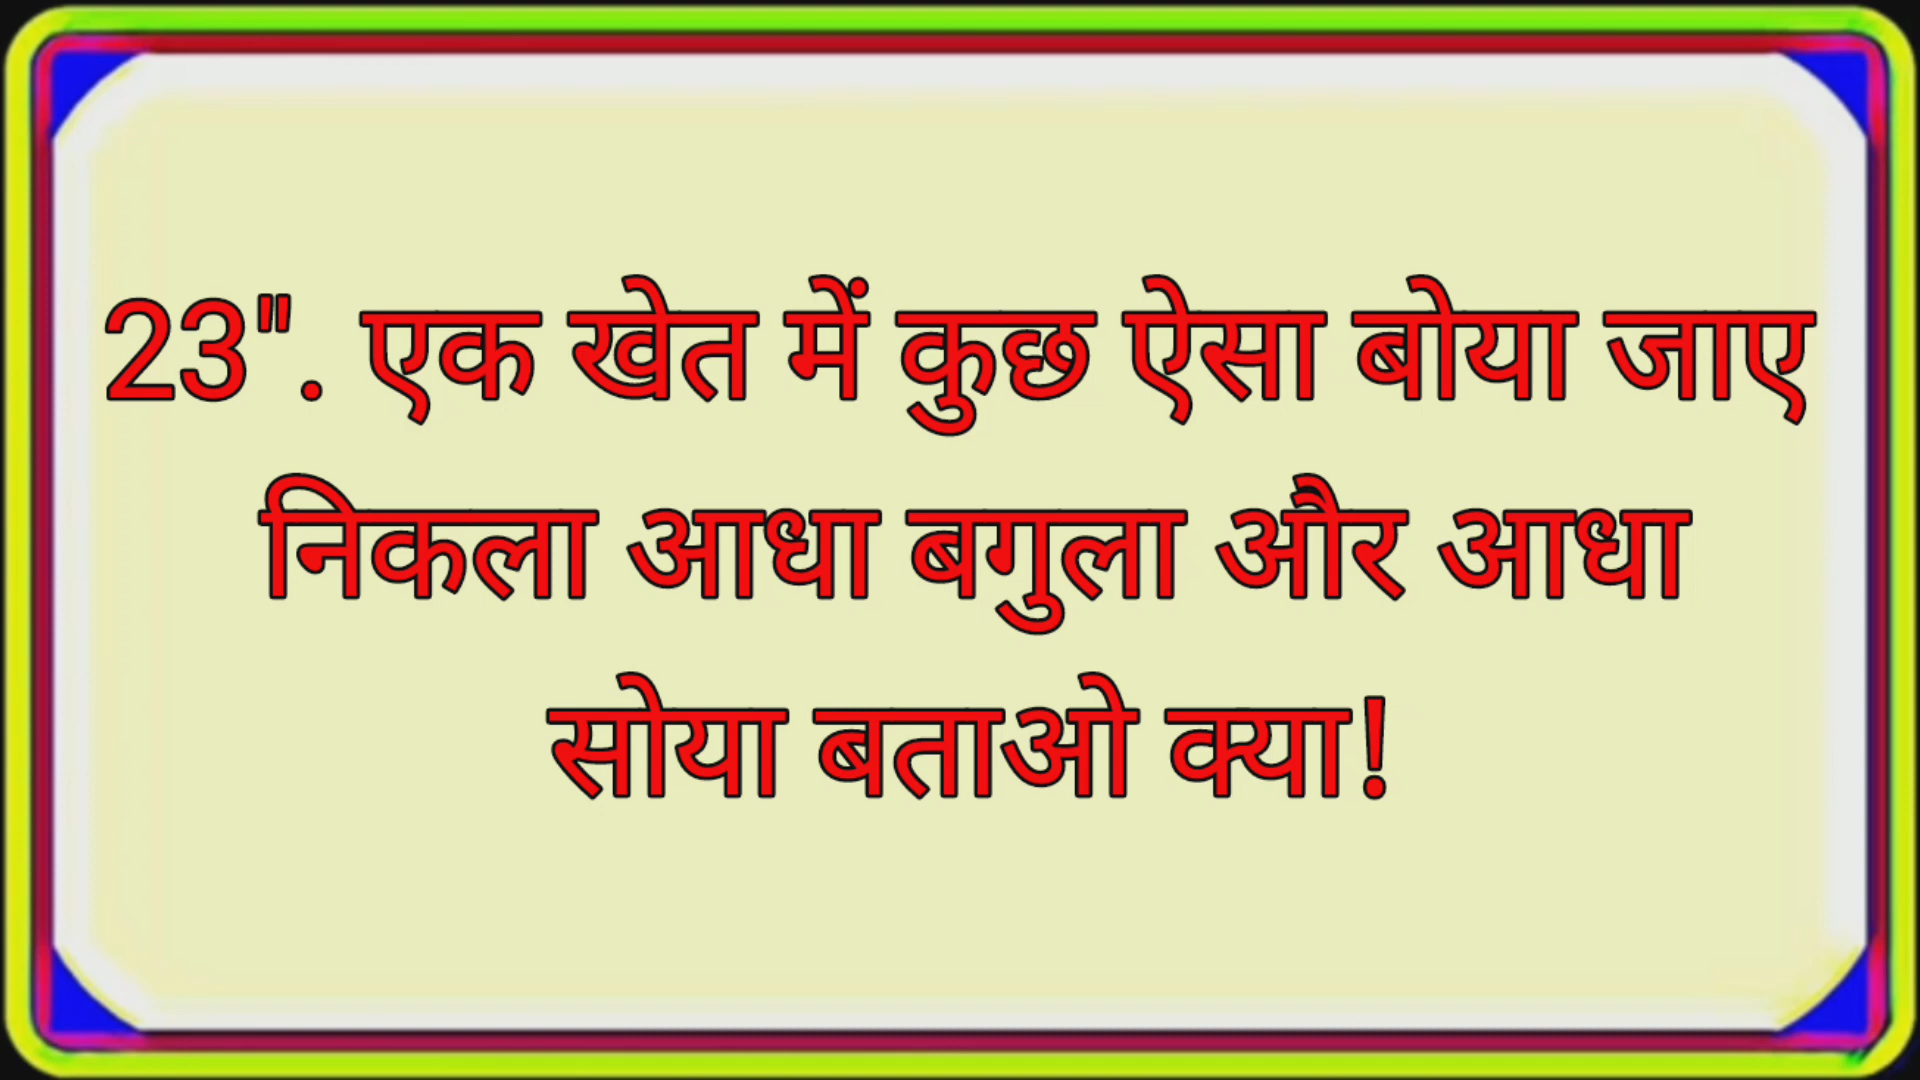 23". एक खेत में कुछ ऐसा बोया जाए
निकला आधा बगुला और आधा
सोया बताओ क्या!